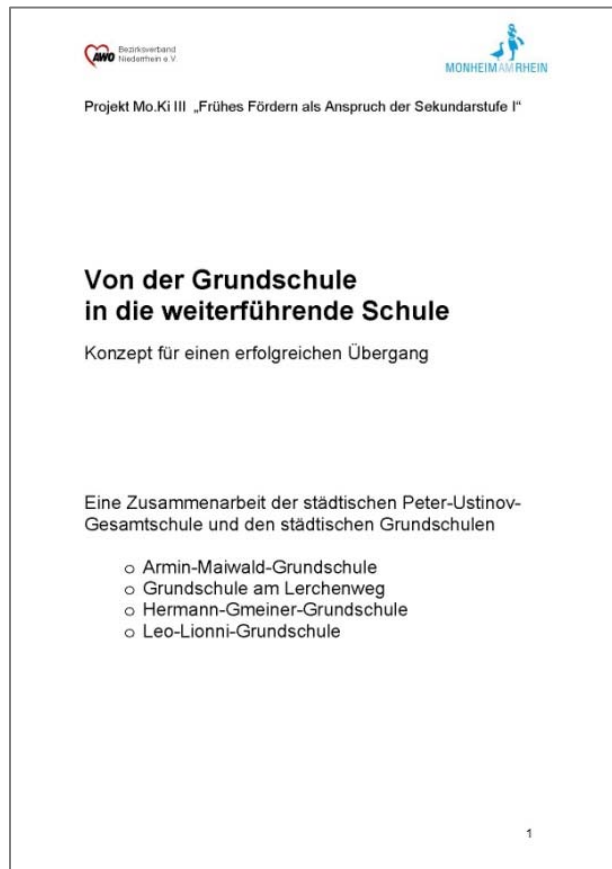 AWO
Bezirksverband
Niederrhein e.V.
MONHEIM AM RHEIN
Projekt Mo.Ki III „Frühes Fördern als Anspruch der Sekundarstufe I“
Von der Grundschule
in die weiterführende Schule
Konzept für einen erfolgreichen Übergang
Eine Zusammenarbeit der städtischen Peter-Ustinov-
Gesamtschule und den städtischen Grundschulen
o Armin-Maiwald-Grundschule
o Grundschule am Lerchenweg
o Hermann-Gmeiner-Grundschule
o Leo-Lionni-Grundschule
1